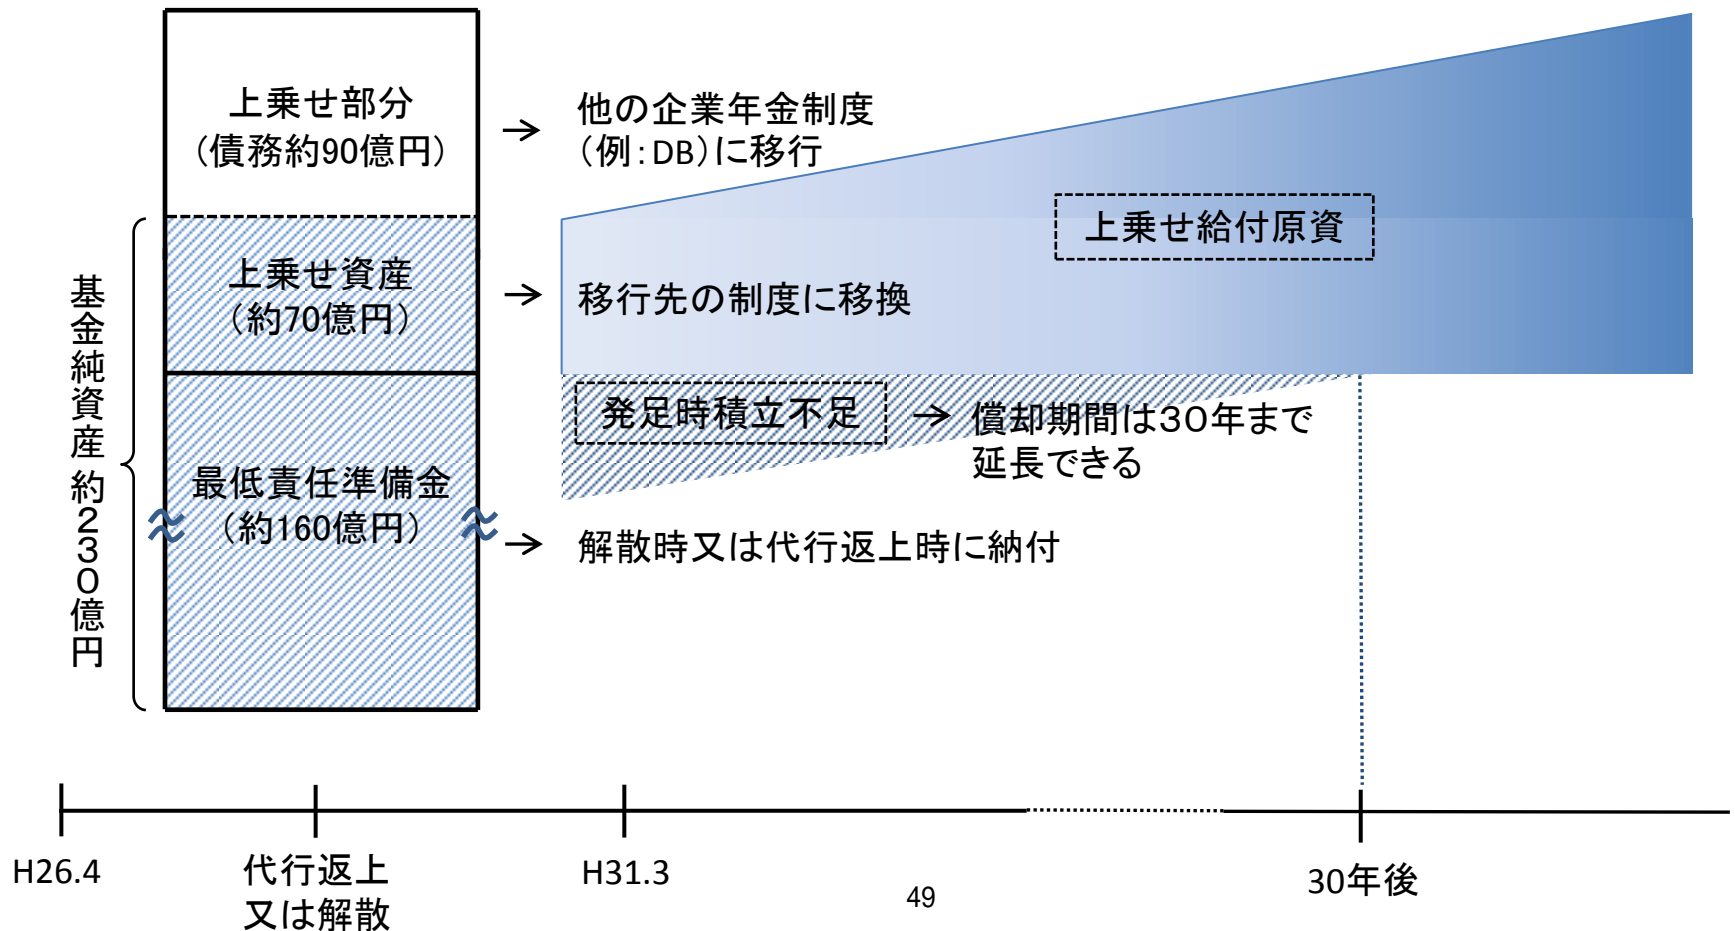 上乗せ部分
（債務約90億円）
他の企業年金制度
（例：DB）に移行
上乗せ給付原資
上乗せ資産
（約70億円）
移行先の制度に移換
基金純資産 約２３０億円
発足時積立不足
償却期間は３０年まで
延長できる
最低責任準備金
（約160億円）
解散時又は代行返上時に納付
H26.4
代行返上
又は解散
H31.3
30年後
49